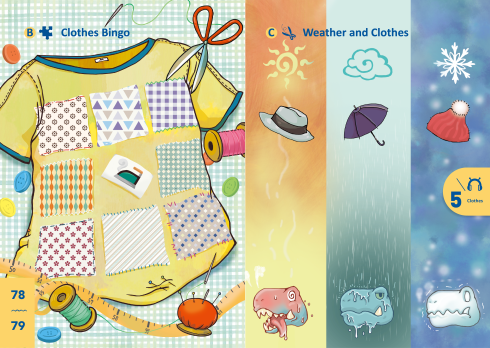 B Clothes Bingo
C Weather and Clothes
5
Clothes
78
79